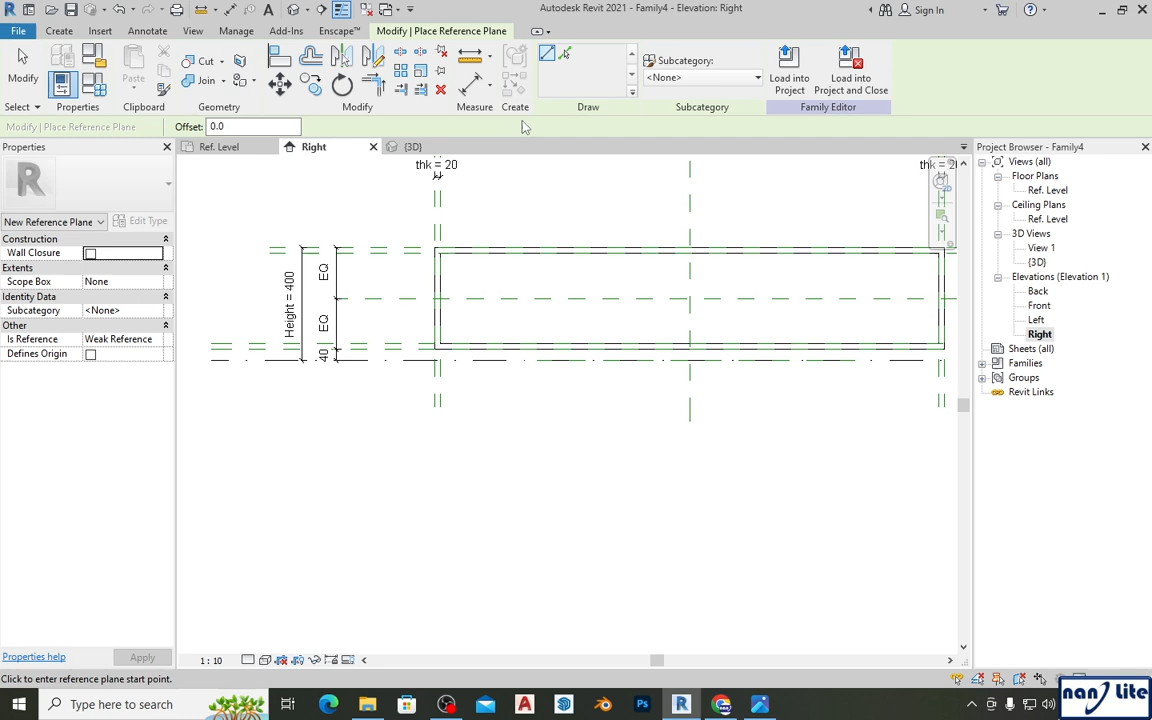 Autodesk Revit 2021 - Family4 - Elevation: Right
Sign In
File Create Insert Annotate View Manage Add-Ins Enscape™ Modify | Place Reference Plane
Modify Paste Cut Join
Subcategory:
<None>
Load into Project
Load into Project and Close
Select Properties Clipboard Geometry Modify Measure Create Draw Subcategory Family Editor
Modify | Place Reference Plane Offset: 0.0
Properties
Ref. Level Right {3D}
Project Browser - Family4
R
New Reference Plane Edit Type
Construction
Wall Closure
Extents
Scope Box None
Identity Data
Subcategory <None>
Other
Is Reference Weak Reference
Defines Origin
Properties help Apply
thk = 20
Height = 400
EQ
EQ
40
Views (all)
Floor Plans
Ref. Level
Ceiling Plans
Ref. Level
3D Views
View 1
{3D}
Elevations (Elevation 1)
Back
Front
Left
Right
Sheets (all)
Families
Groups
Revit Links
1 : 10
Click to enter reference plane start point.
Type here to search
nanJ lite